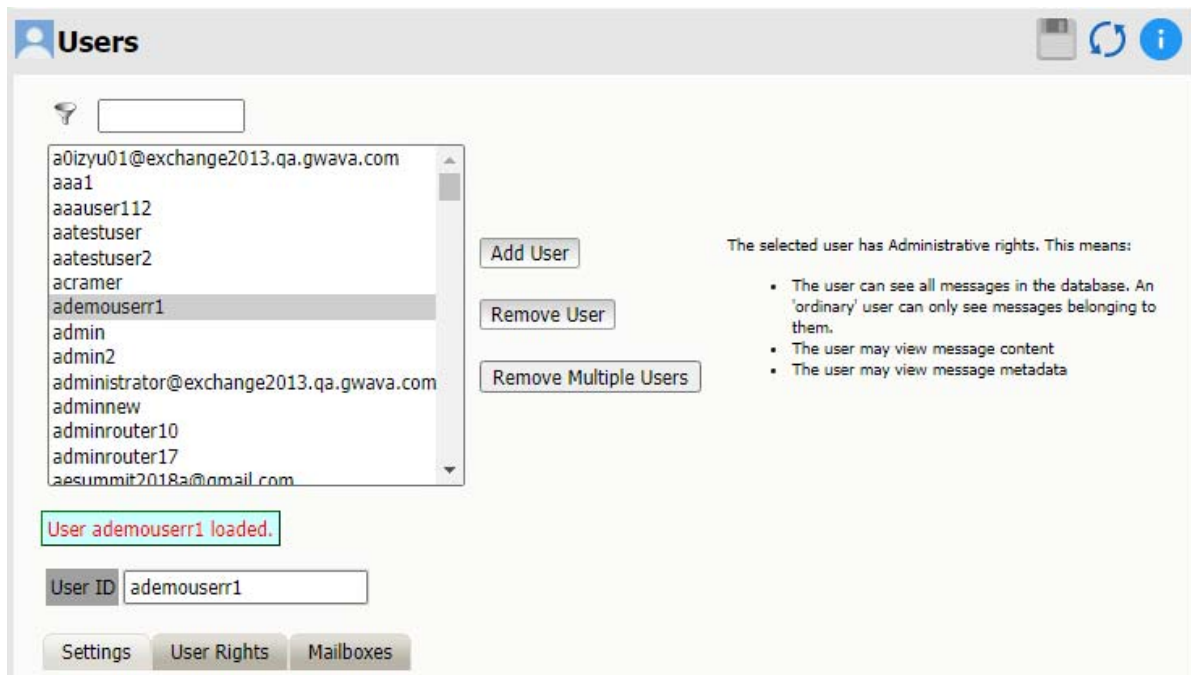 Users
a0izyu01@exchange2013.qa.gwava.com
aaa1
aaauser112
aatestuser
aatestuser2
acramer
ademouserr1
admin
admin2
administrator@exchange2013.qa.gwava.com
adminnew
adminrouter10
adminrouter17
aesummit2018a@gmail.com
Add User
Remove User
Remove Multiple Users
The selected user has Administrative rights. This means:
• The user can see all messages in the database. An
'ordinary' user can only see messages belonging to
them.
• The user may view message content
• The user may view message metadata
User ademouserr1 loaded.
User ID ademouserr1
Settings User Rights Mailboxes